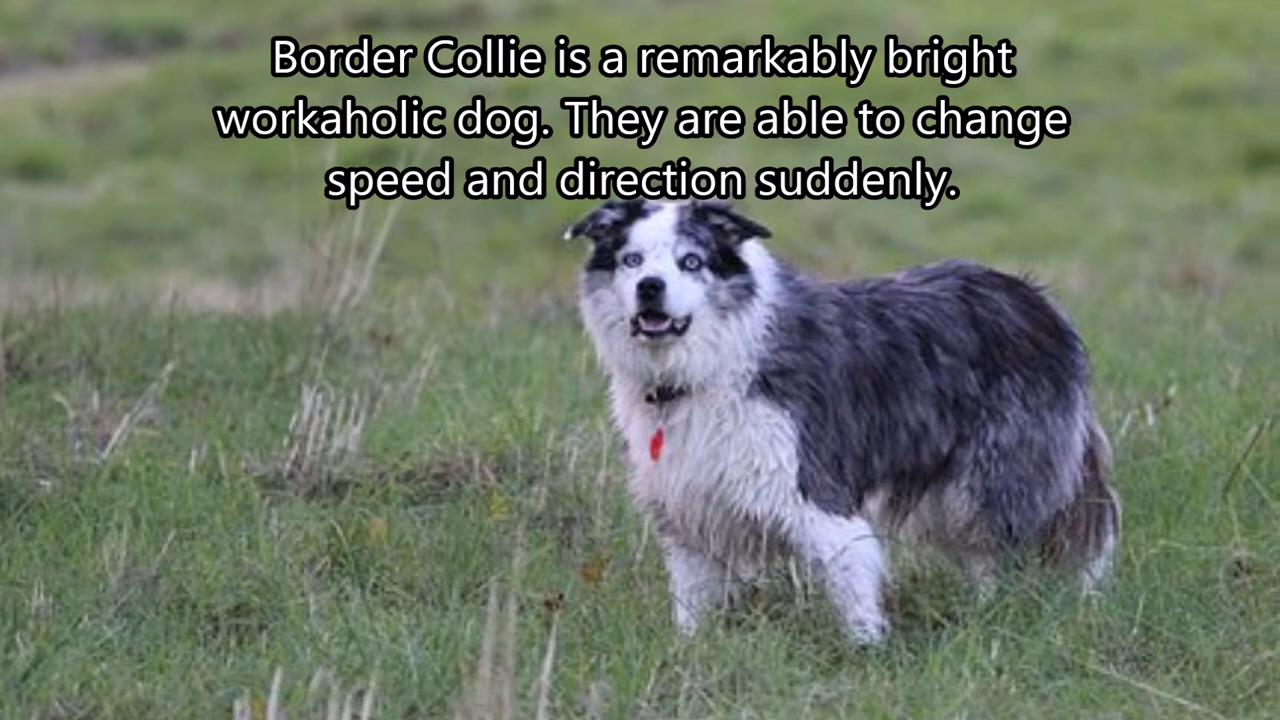 Border Collie is a remarkably bright
workaholic dog. They are able to change
speed and direction suddenly.